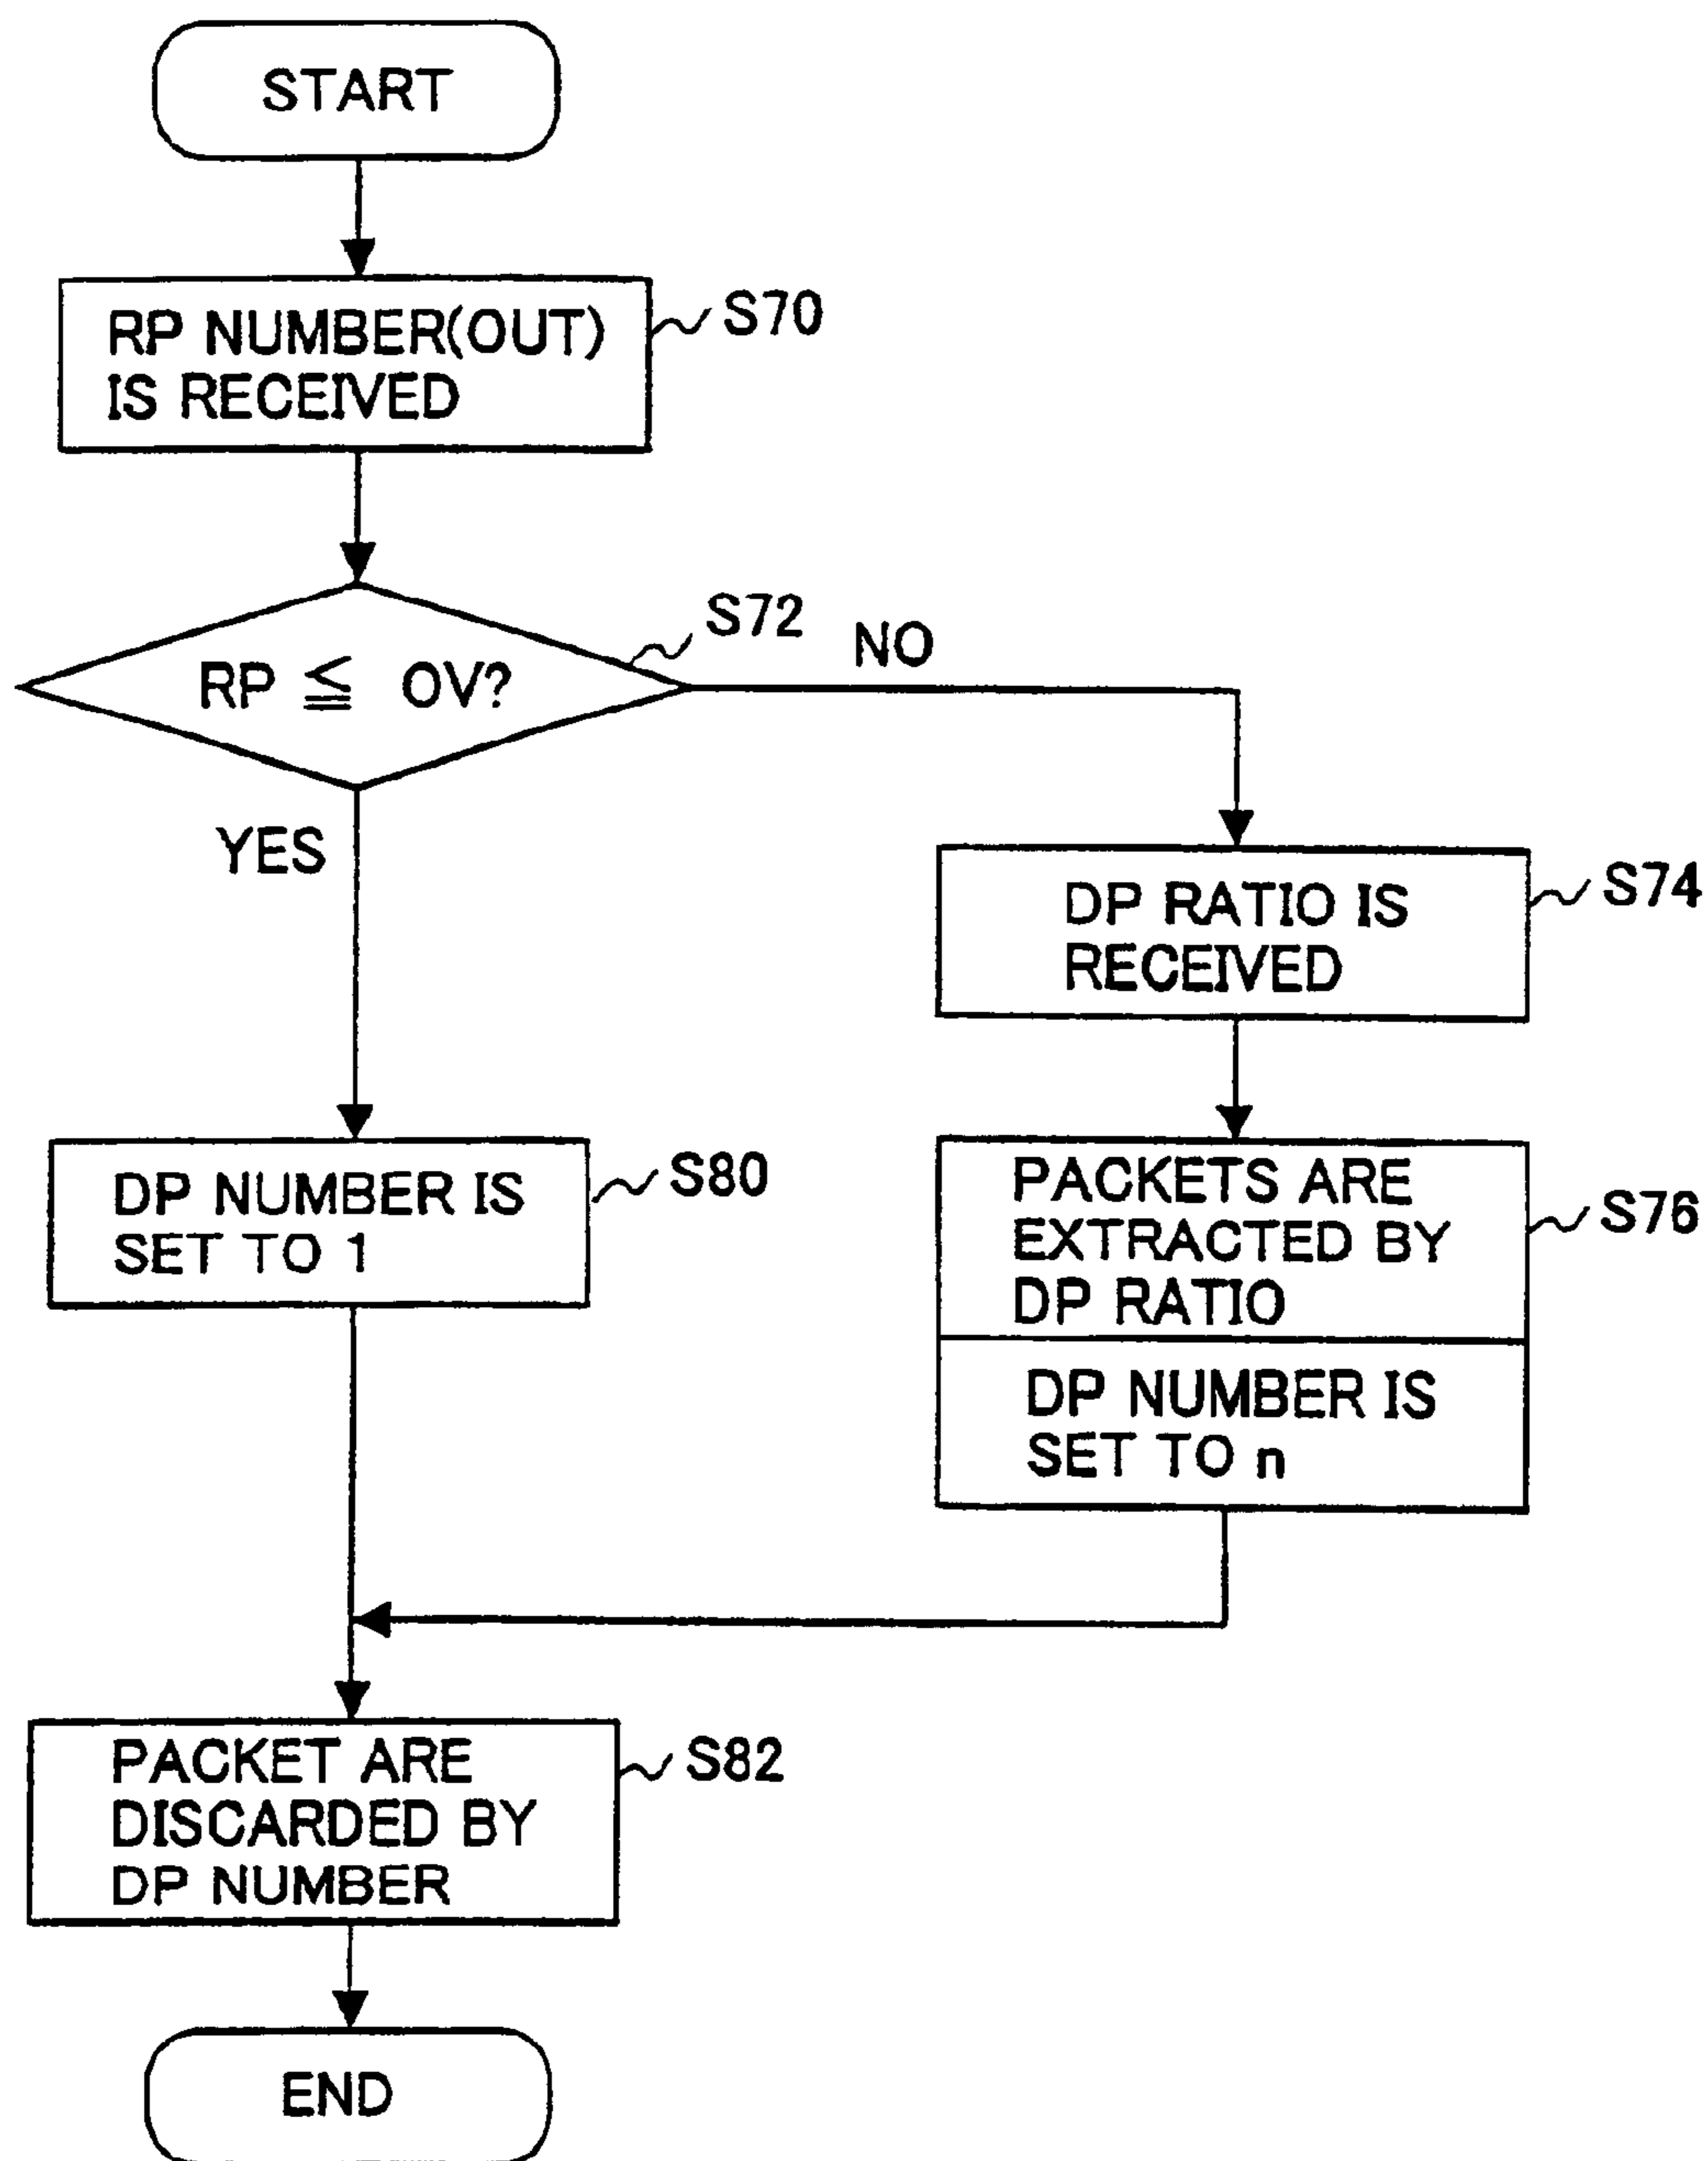 START
RP NUMBER(OUT)
IS RECEIVED
S70
RP ≦ OV?
S72
NO
YES
DP RATIO IS
RECEIVED
S74
DP NUMBER IS
SET TO 1
S80
PACKETS ARE
EXTRACTED BY
DP RATIO
S76
DP NUMBER IS
SET TO n
PACKET ARE
DISCARDED BY
DP NUMBER
S82
END